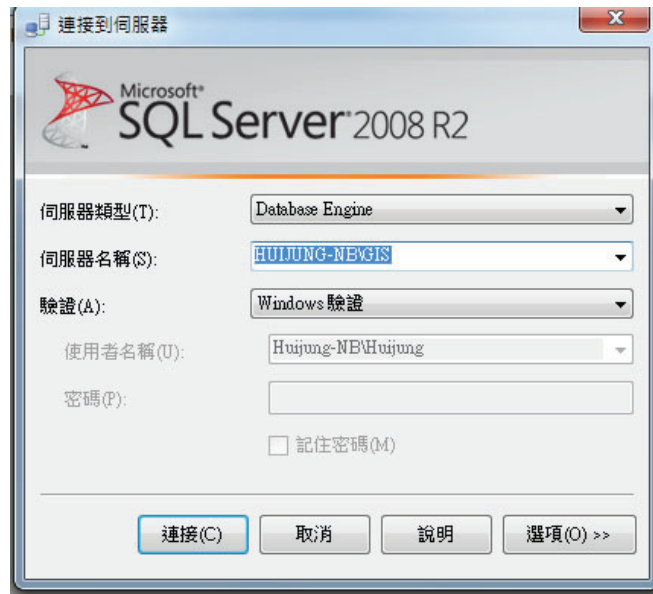 連接到伺服器
Microsoft®
SQL Server® 2008 R2
伺服器類型(T): Database Engine
伺服器名稱(S): HUIJUNG-NB\GIS
驗證(A): Windows 驗證
使用者名稱(U): Huijung-NB\Huijung
密碼(P):
記住密碼(M)
連接(C) 取消 說明 選項(O) >>